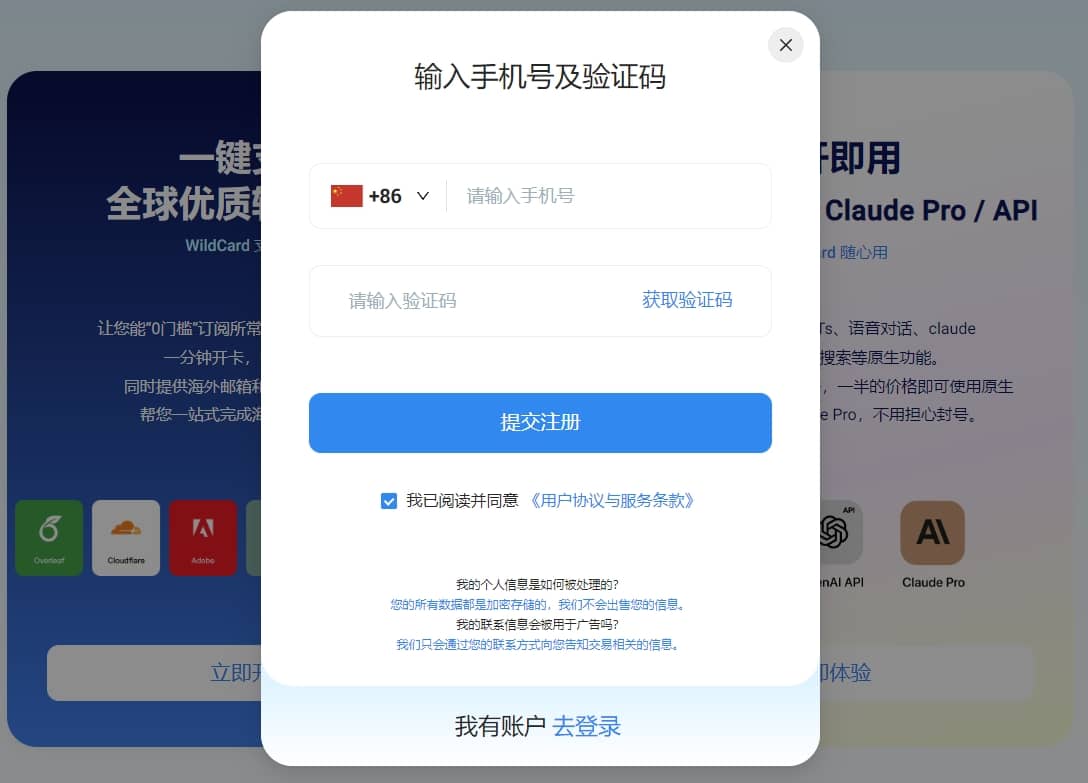 输入手机号及验证码
+86
请输入手机号
请输入验证码
获取验证码
提交注册
我已阅读并同意 《用户协议与服务条款》
我的个人信息是如何被处理的?
您的所有数据都是加密存储的，我们不会出售您的信息。
我的联系信息会被用于广告吗?
我们只会通过您的联系方式向您告知交易相关的信息。
我有账户 去登录
一键
全球优质
WildCard
让您能"0门槛"订阅所常
一分钟开卡，
同时提供海外邮箱和
帮您一站式完成海
Overleaf
Cloudflare
Adobe
立即开
即用
Claude Pro / API
rd 随心用
Ts、语音对话、claude
搜索等原生功能。
，一半的价格即可使用原生
e Pro，不用担心封号。
API
nAI API
Claude Pro
即体验